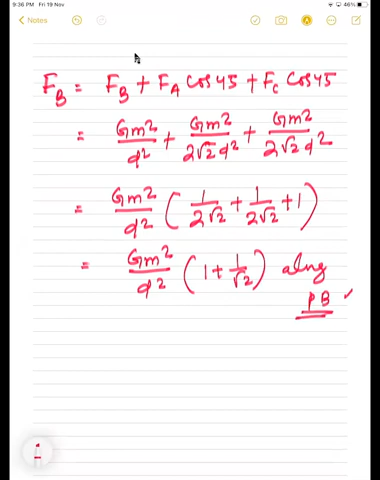 9:36 PM Fri 19 Nov 46%
Notes
F_B = F_B + F_A Cos 45 + F_C Cos 45
= Gm²/d² + Gm²/2√2 d² + Gm²/2√2 d²
= Gm²/d² ( 1/2√2 + 1/2√2 + 1 )
= Gm²/d² ( 1 + 1/√2 ) alng
PB ✓